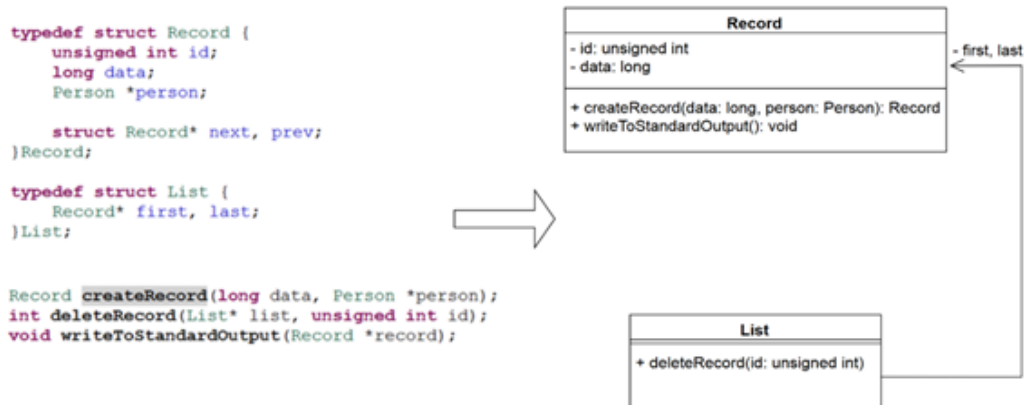 typedef struct Record {
unsigned int id;
long data;
Person *person;
struct Record* next, prev;
}Record;
typedef struct List {
Record* first, last;
}List;
Record createRecord(long data, Person *person);
int deleteRecord(List* list, unsigned int id);
void writeToStandardOutput(Record *record);
Record
- id: unsigned int
- data: long
+ createRecord(data: long, person: Person): Record
+ writeToStandardOutput(): void
- first, last
List
+ deleteRecord(id: unsigned int)